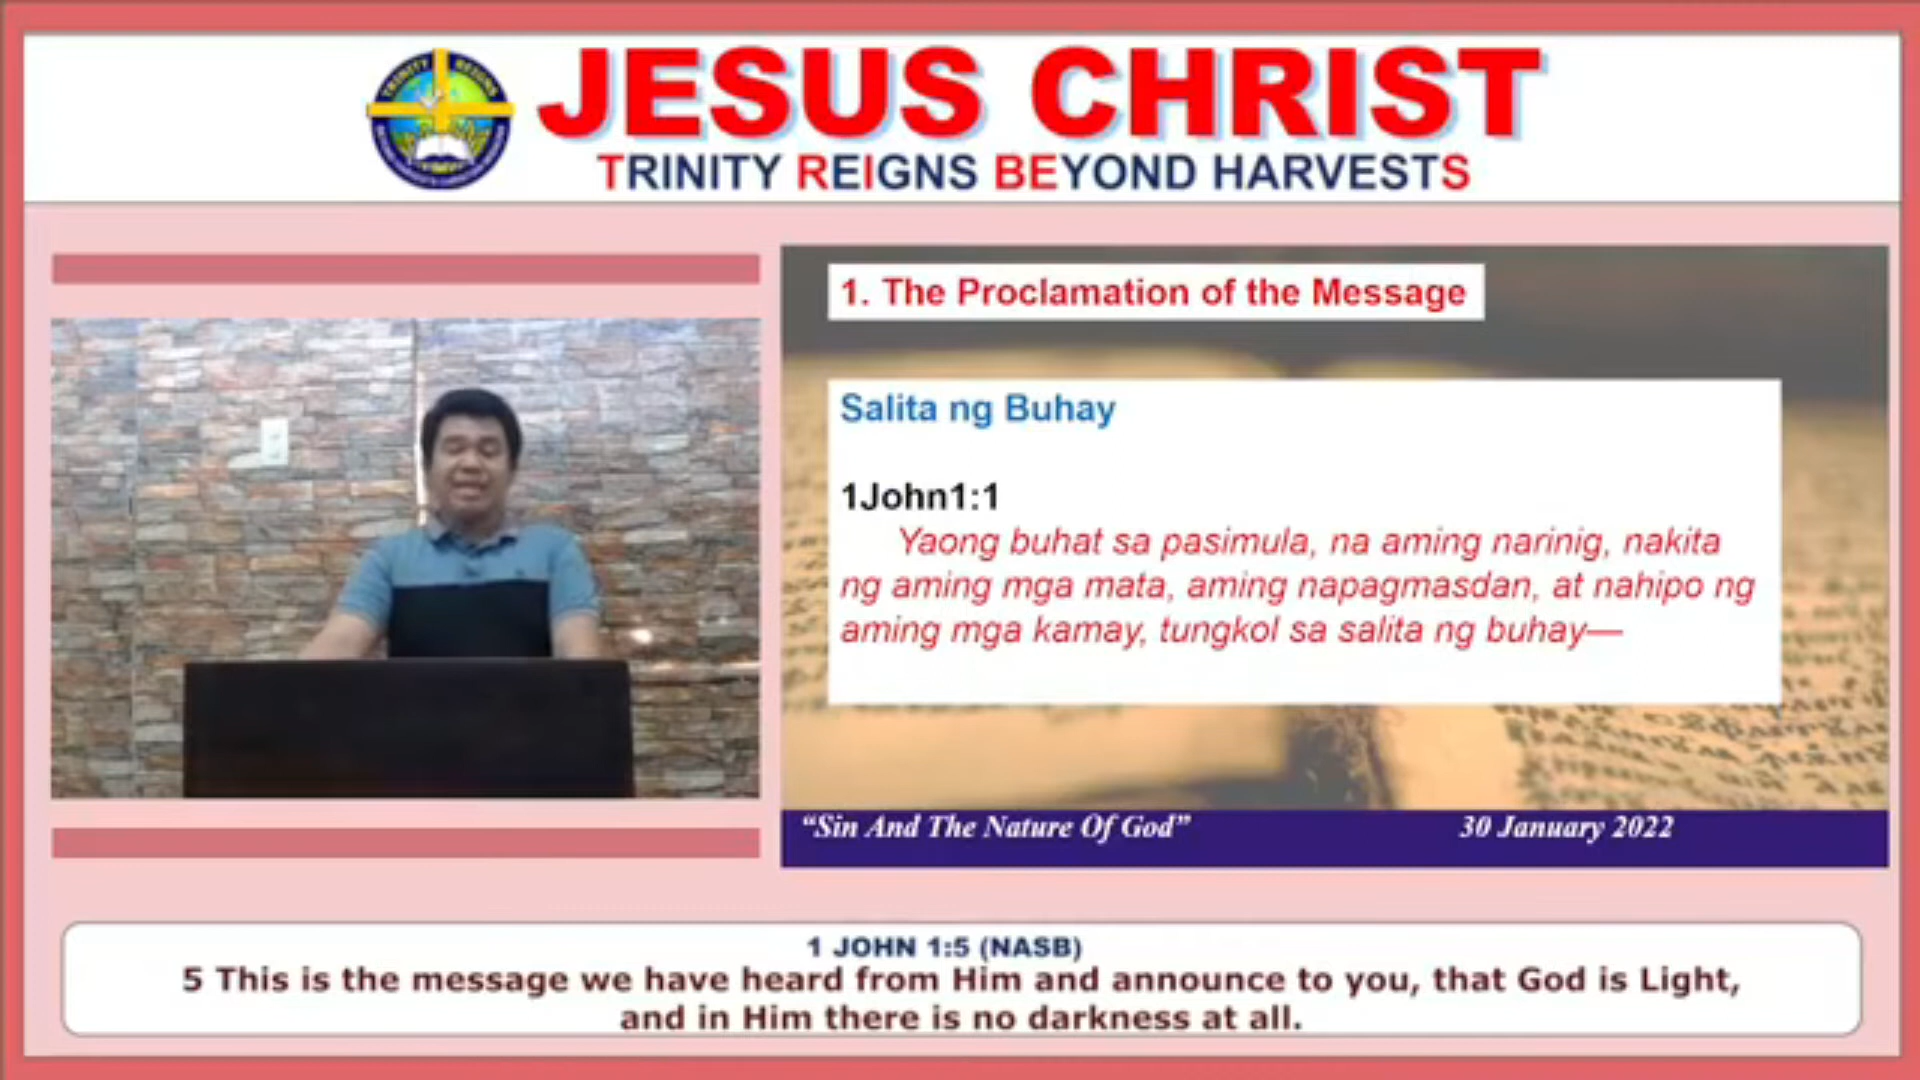 TRINITY REIGNS
JESUS CHRIST
TRINITY REIGNS BEYOND HARVESTS
1. The Proclamation of the Message
Salita ng Buhay
1John1:1
Yaong buhat sa pasimula, na aming narinig, nakita
ng aming mga mata, aming napagmasdan, at nahipo ng
aming mga kamay, tungkol sa salita ng buhay—
“Sin And The Nature Of God”
30 January 2022
1 JOHN 1:5 (NASB)
5 This is the message we have heard from Him and announce to you, that God is Light,
and in Him there is no darkness at all.